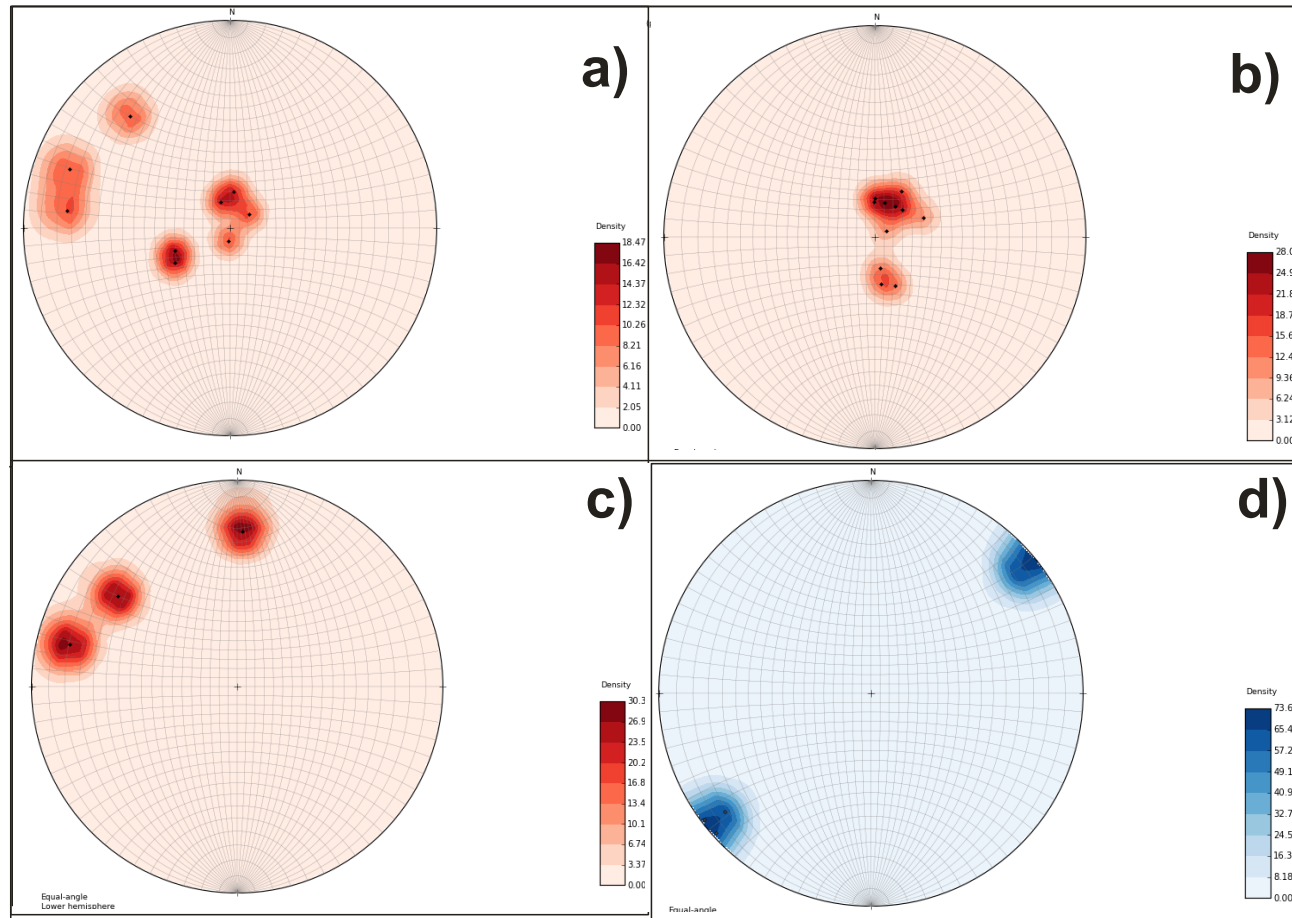 N
a)
Density
18.47
16.42
14.37
12.32
10.26
8.21
6.16
4.11
2.05
0.00
N
b)
Density
28.0
24.9
21.8
18.7
15.6
12.4
9.36
6.24
3.12
0.00
N
c)
Density
30.3
26.9
23.5
20.2
16.8
13.4
10.1
6.74
3.37
0.00
Equal-angle
Lower hemisphere
N
d)
Density
73.6
65.4
57.2
49.1
40.9
32.7
24.5
16.3
8.18
0.00
Equal-angle